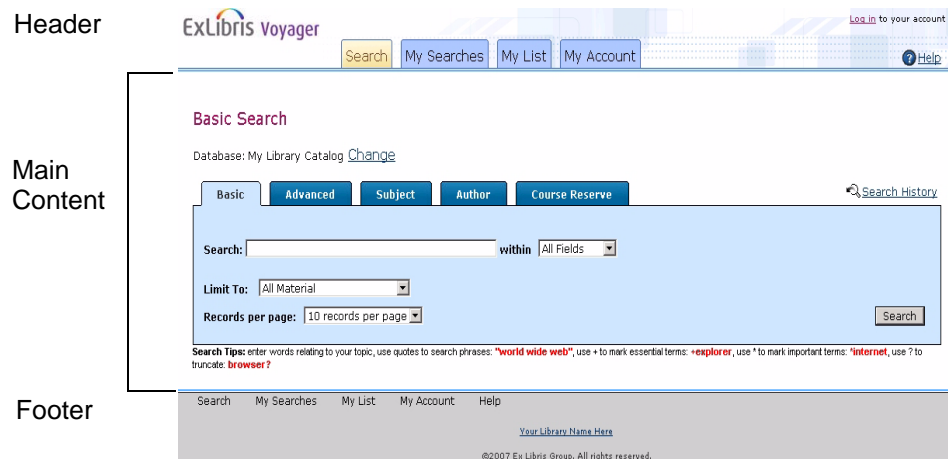 Header
ExLibris Voyager
Log in to your account
Search My Searches My List My Account
Help
Main
Content
Basic Search
Database: My Library Catalog Change
Basic Advanced Subject Author Course Reserve
Search History
Search: within All Fields
Limit To: All Material
Records per page: 10 records per page
Search
Search Tips: enter words relating to your topic, use quotes to search phrases: "world wide web", use + to mark essential terms: +explorer, use * to mark important terms: *internet, use ? to
truncate: browser?
Footer
Search My Searches My List My Account Help
Your Library Name Here
©2007 Ex Libris Group. All rights reserved.